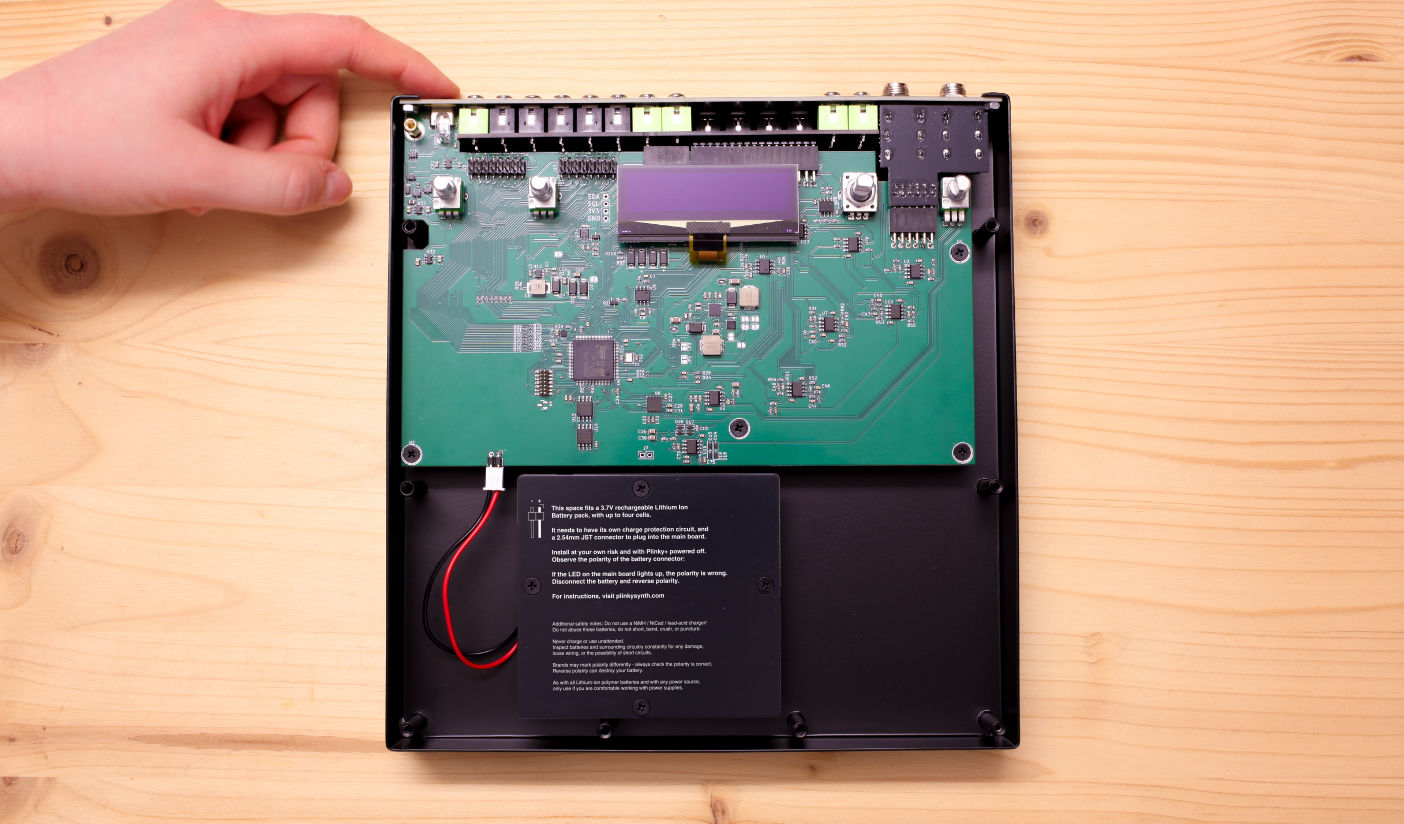 SDA
SCL
3V3
GND
- +
This space fits a 3.7V rechargeable Lithium Ion
Battery pack, with up to four cells.
It needs to have its own charge protection circuit, and
a 2.54mm JST connector to plug into the main board.
Install at your own risk and with Plinky+ powered off.
Observe the polarity of the battery connector:
If the LED on the main board lights up, the polarity is wrong.
Disconnect the battery and reverse polarity.
For instructions, visit plinkysynth.com
Additional safety notes: Do not use a NiMH / NiCad / lead-acid charger!
Do not abuse these batteries, do not short, bend, crush, or puncture.
Never charge or use unattended.
Inspect batteries and surrounding circuitry constantly for any damage,
loose wiring, or the possibility of short circuits.
Brands may mark polarity differently - always check the polarity is correct.
Reverse polarity can destroy your battery.
As with all Lithium-ion polymer batteries and with any power source,
only use if you are comfortable working with power supplies.